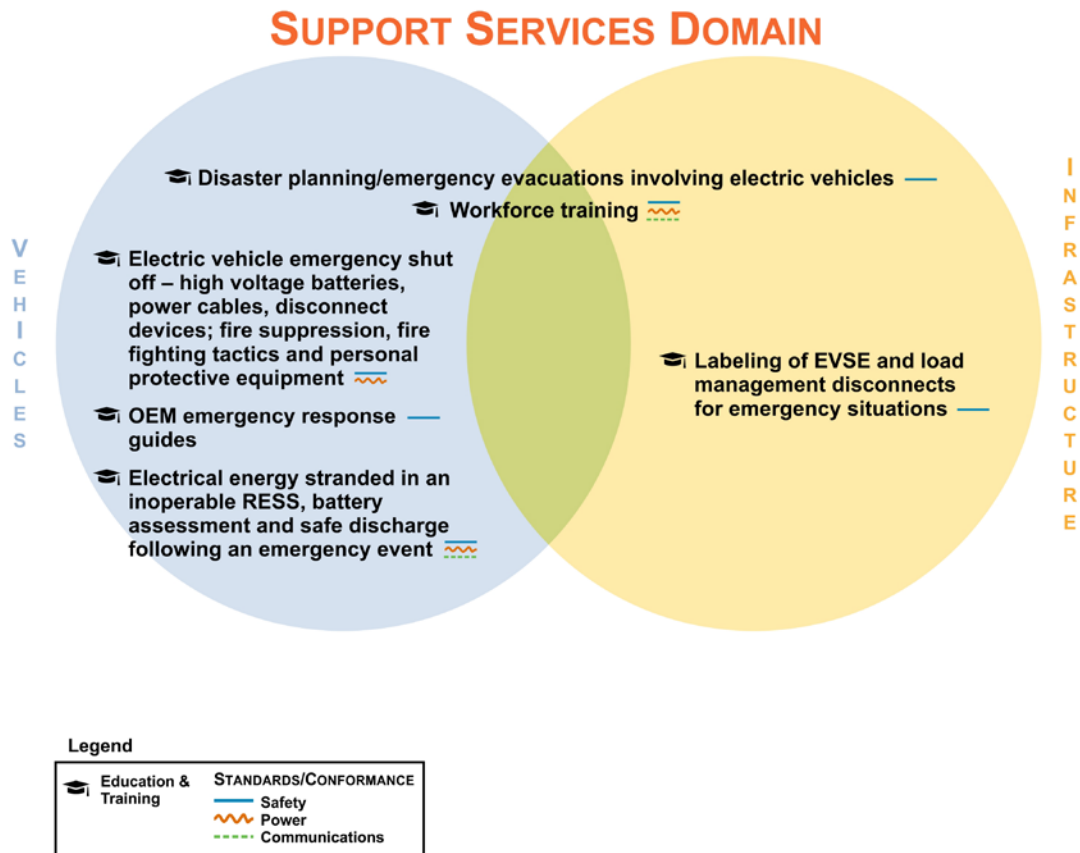 SUPPORT SERVICES DOMAIN
Disaster planning/emergency evacuations involving electric vehicles
Workforce training
VEHICLES
Electric vehicle emergency shut
off – high voltage batteries,
power cables, disconnect
devices; fire suppression, fire
fighting tactics and personal
protective equipment
OEM emergency response
guides
Electrical energy stranded in an
inoperable RESS, battery
assessment and safe discharge
following an emergency event
Labeling of EVSE and load
management disconnects
for emergency situations
INFRASTRUCTURE
Legend
Education &
Training
STANDARDS/CONFORMANCE
Safety
Power
Communications